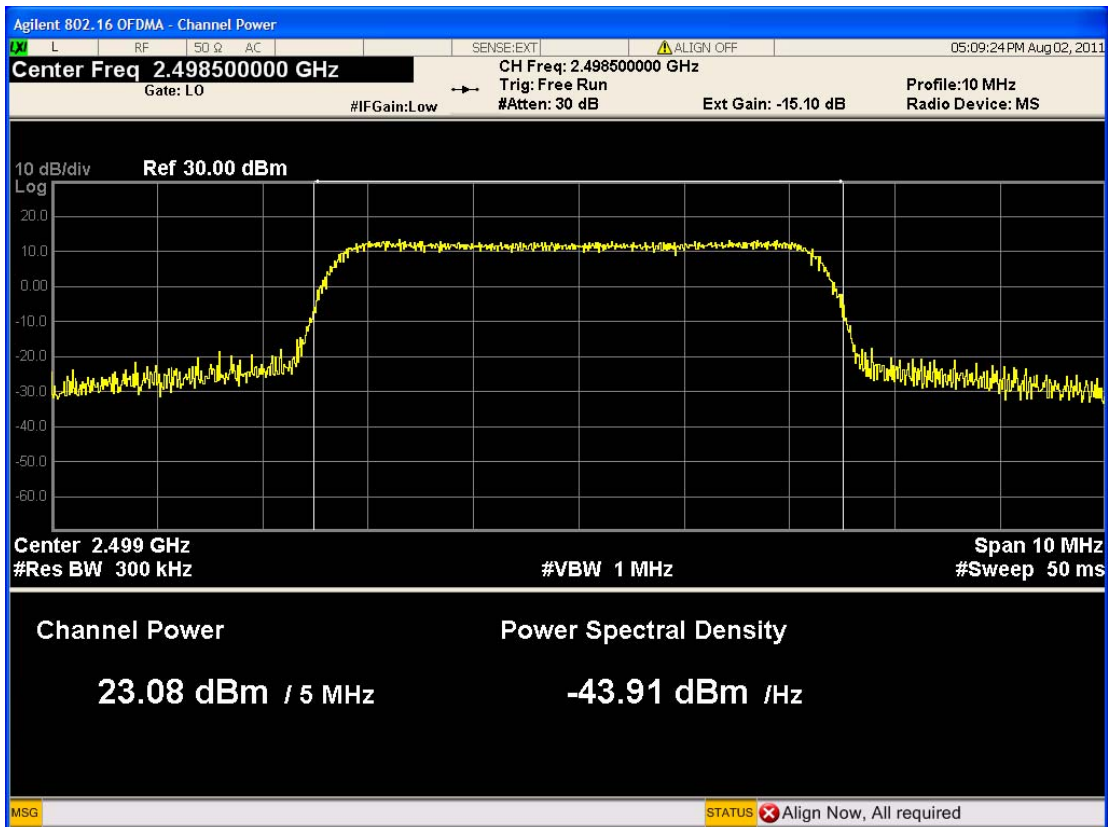 Agilent 802.16 OFDMA - Channel Power
LXI L RF 50 Ω AC SENSE:EXT ALIGN OFF 05:09:24 PM Aug 02, 2011
Center Freq 2.498500000 GHz CH Freq: 2.498500000 GHz
Gate: LO Trig: Free Run Profile:10 MHz
#IFGain:Low #Atten: 30 dB Ext Gain: -15.10 dB Radio Device: MS
10 dB/div Ref 30.00 dBm
Log
20.0
10.0
0.00
-10.0
-20.0
-30.0
-40.0
-50.0
-60.0
Center 2.499 GHz Span 10 MHz
#Res BW 300 kHz #VBW 1 MHz #Sweep 50 ms
Channel Power Power Spectral Density
23.08 dBm / 5 MHz -43.91 dBm /Hz
MSG STATUS Align Now, All required